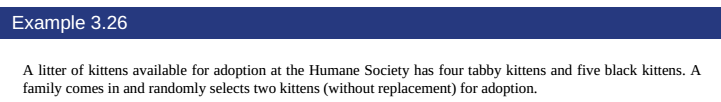 Example 3.26
A litter of kittens available for adoption at the Humane Society has four tabby kittens and five black kittens. A
family comes in and randomly selects two kittens (without replacement) for adoption.